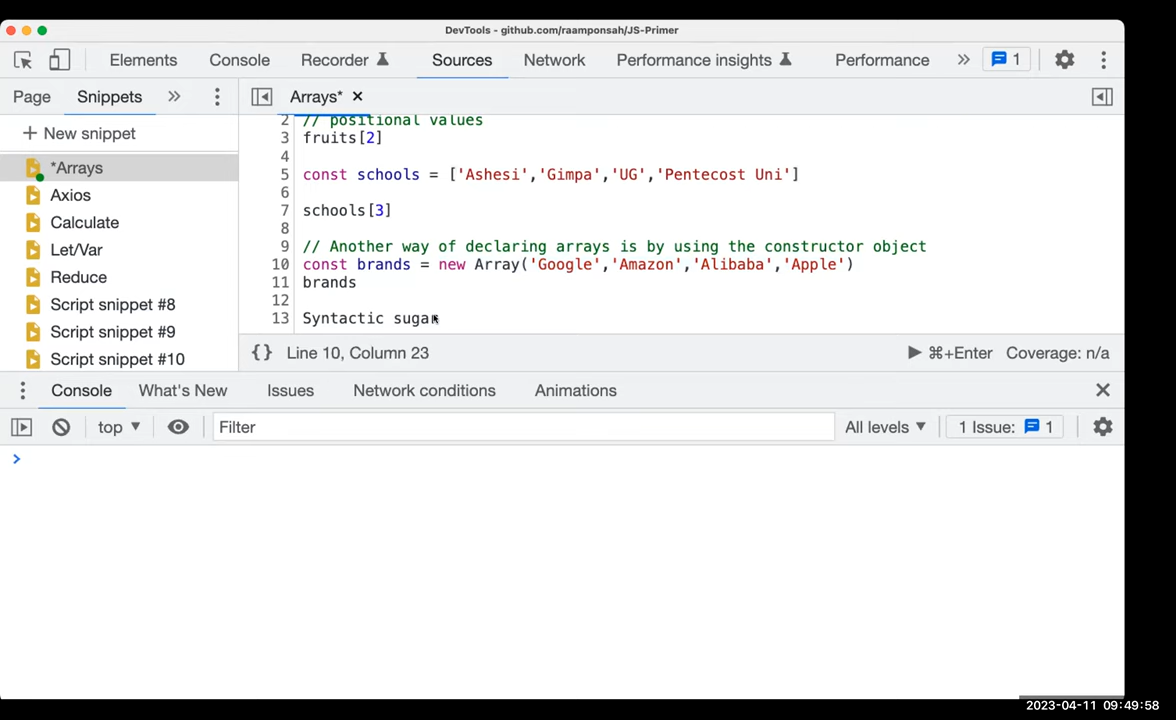 DevTools - github.com/raamponsah/JS-Primer
Elements Console Recorder Sources Network Performance insights Performance 1
Page Snippets Arrays*
+ New snippet
*Arrays
Axios
Calculate
Let/Var
Reduce
Script snippet #8
Script snippet #9
Script snippet #10
2 // positional values
3 fruits[2]
4
5 const schools = ['Ashesi','Gimpa','UG','Pentecost Uni']
6
7 schools[3]
8
9 // Another way of declaring arrays is by using the constructor object
10 const brands = new Array('Google','Amazon','Alibaba','Apple')
11 brands
12
13 Syntactic sugar
{} Line 10, Column 23 ⌘+Enter Coverage: n/a
Console What's New Issues Network conditions Animations
top Filter All levels 1 Issue: 1
>
2023-04-11 09:49:58